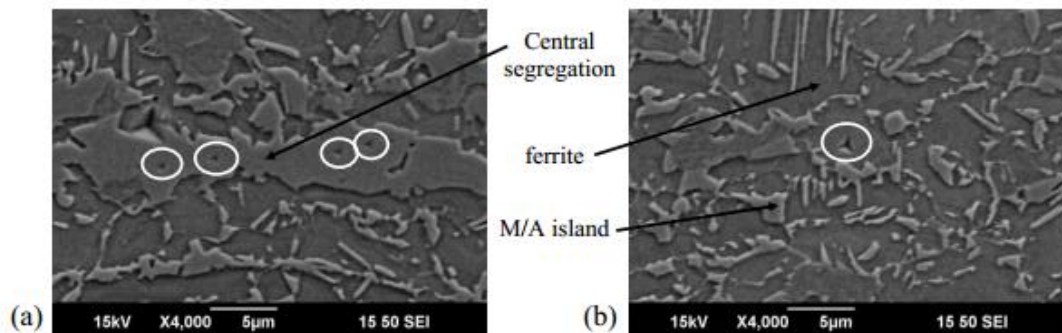 Central
segregation
ferrite
M/A island
(a)
15kV X4,000 5µm 15 50 SEI
(b)
15kV X4,000 5µm 15 50 SEI